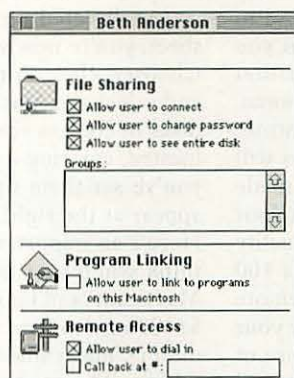 Beth Anderson
File Sharing
Allow user to connect
Allow user to change password
Allow user to see entire disk
Groups:
Program Linking
Allow user to link to programs
on this Macintosh
Remote Access
Allow user to dial in
Call back at #: